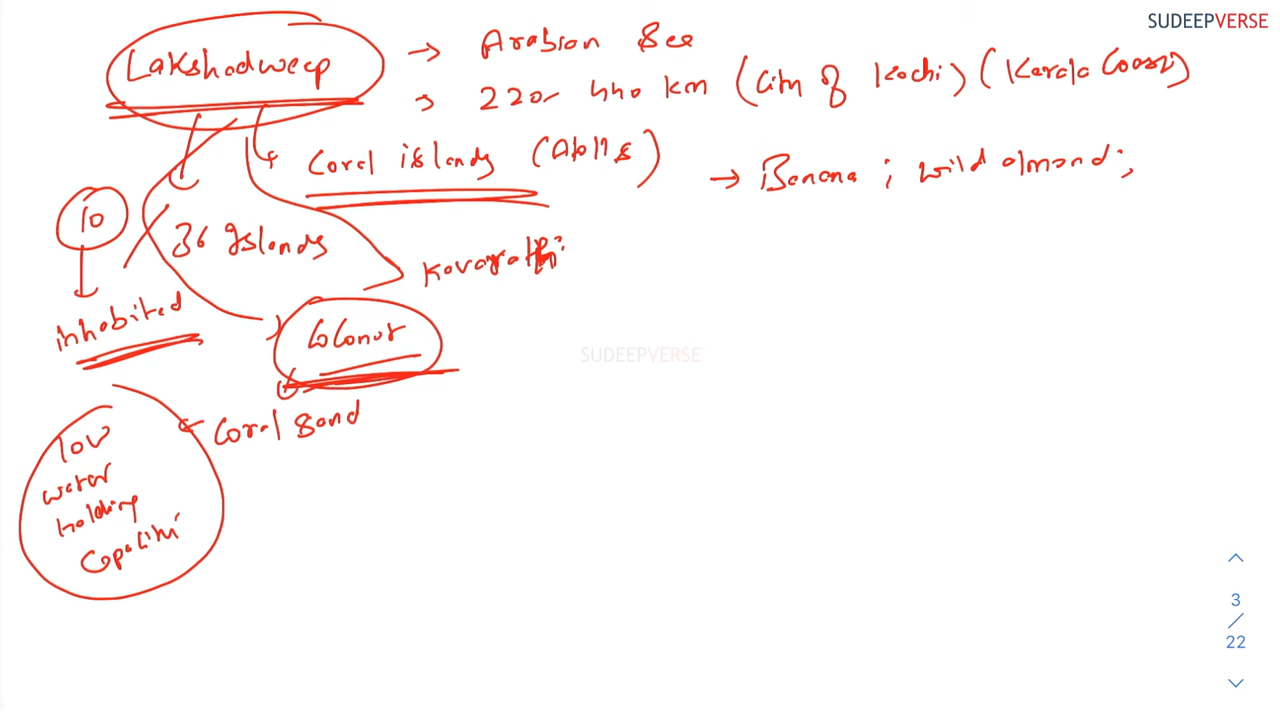 SUDEEPVERSE
Lakshadweep
→ Arabian Sea
→ 220-440 km (City of Kochi) (Kerala Coast)
Coral islands (Atolls)
→ Banana ; wild almond ;
10
36 Islands
Kavarathi
inhabited
Coconut
SUDEEPVERSE
Coral Sand
low
water
holding
Capacity
3
/
22